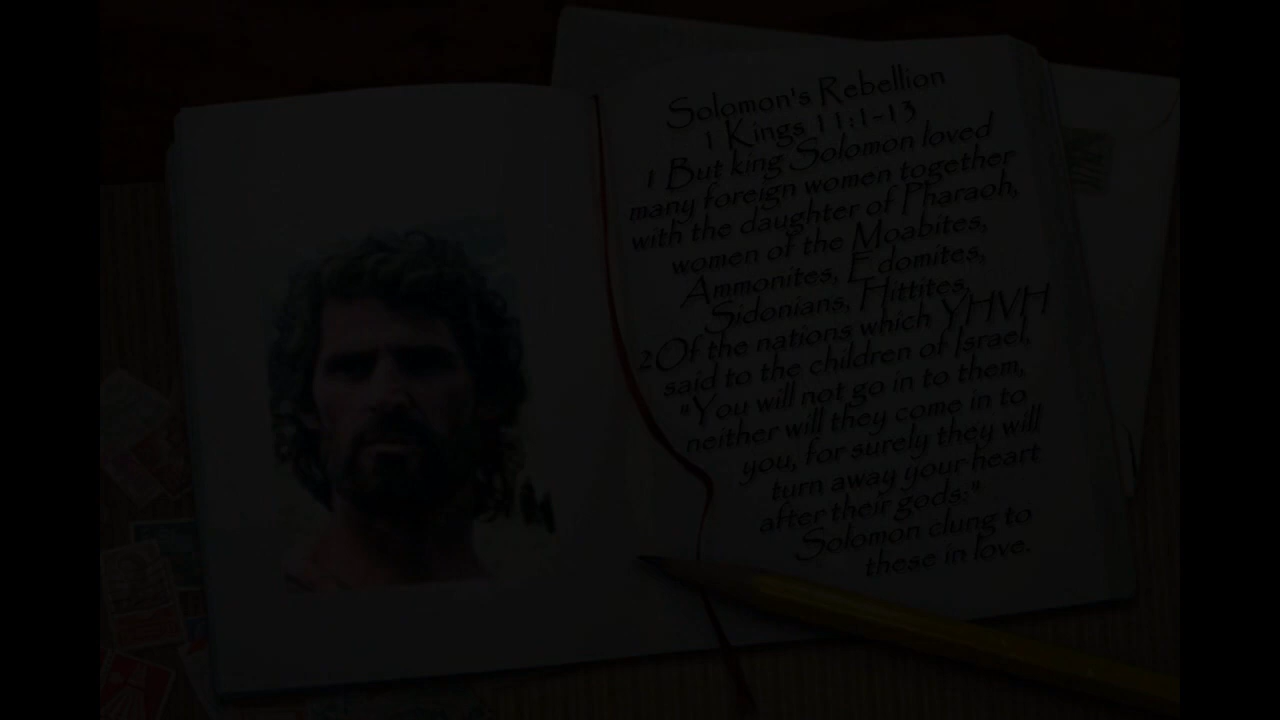 Solomon's Rebellion
1 Kings 11:1-13
1 But king Solomon loved
many foreign women together
with the daughter of Pharaoh,
women of the Moabites,
Ammonites, Edomites,
Sidonians, Hittites,
2Of the nations which YHVH
said to the children of Israel,
"You will not go in to them,
neither will they come in to
you, for surely they will
turn away your heart
after their gods:"
Solomon clung to
these in love.